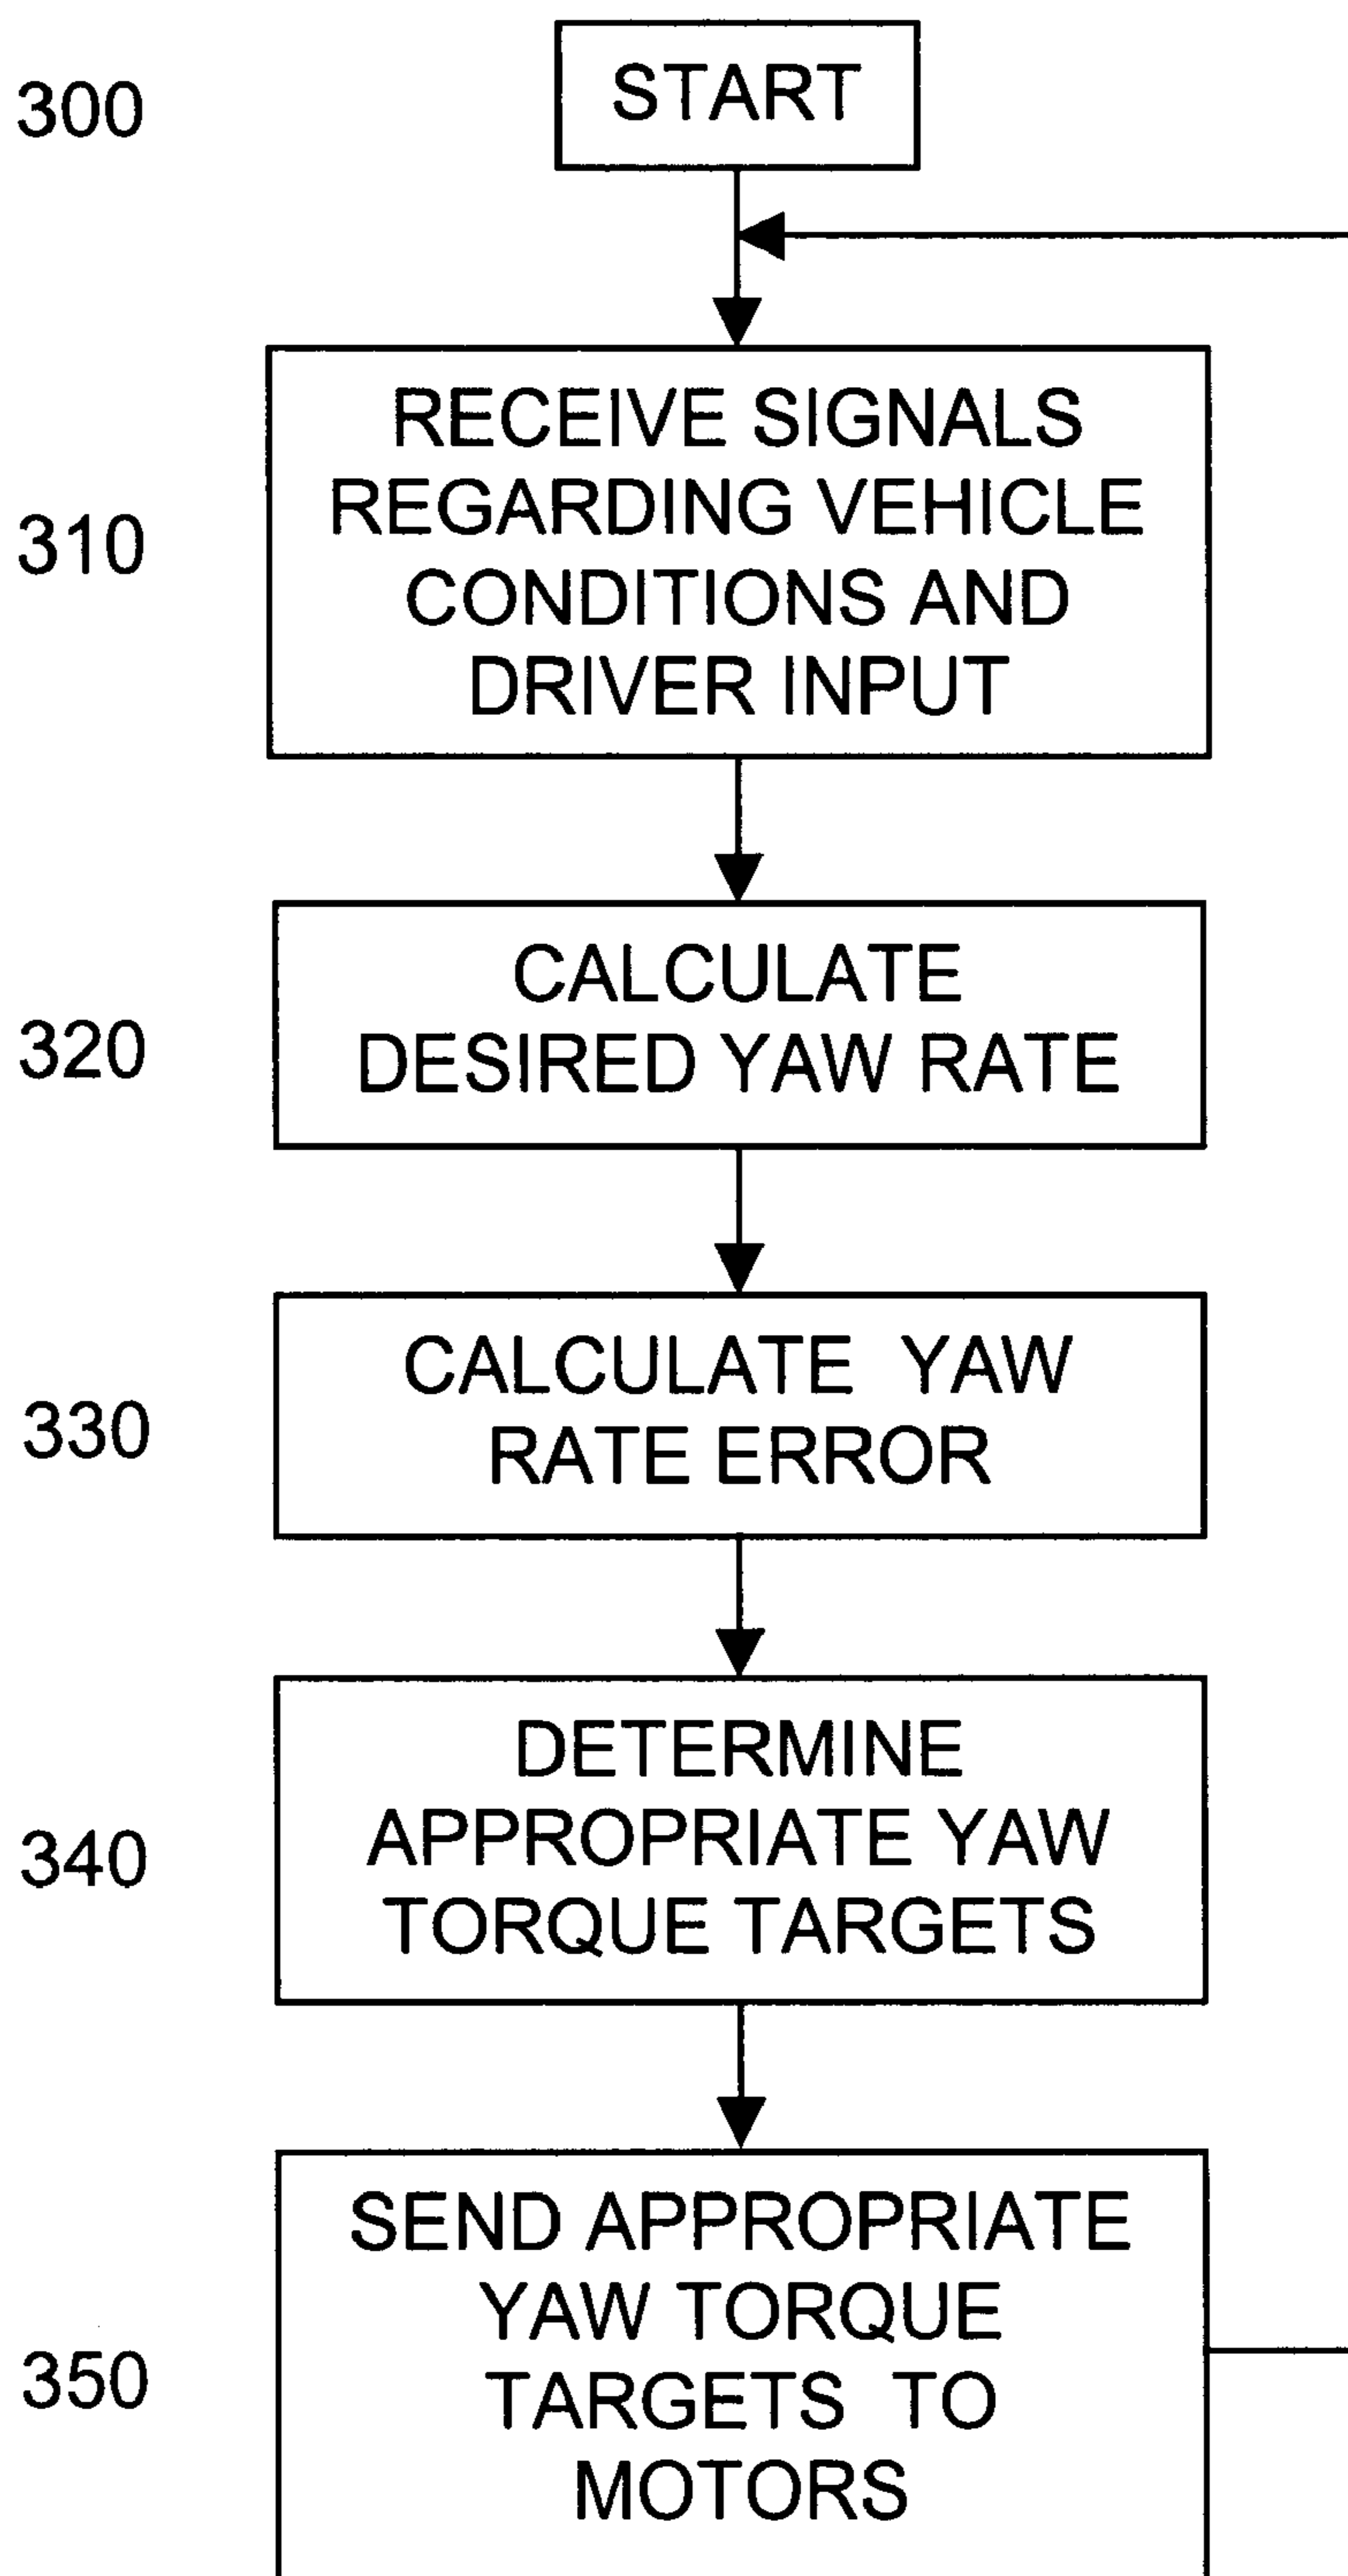 300
START
310
RECEIVE SIGNALS
REGARDING VEHICLE
CONDITIONS AND
DRIVER INPUT
320
CALCULATE
DESIRED YAW RATE
330
CALCULATE YAW
RATE ERROR
340
DETERMINE
APPROPRIATE YAW
TORQUE TARGETS
350
SEND APPROPRIATE
YAW TORQUE
TARGETS TO
MOTORS